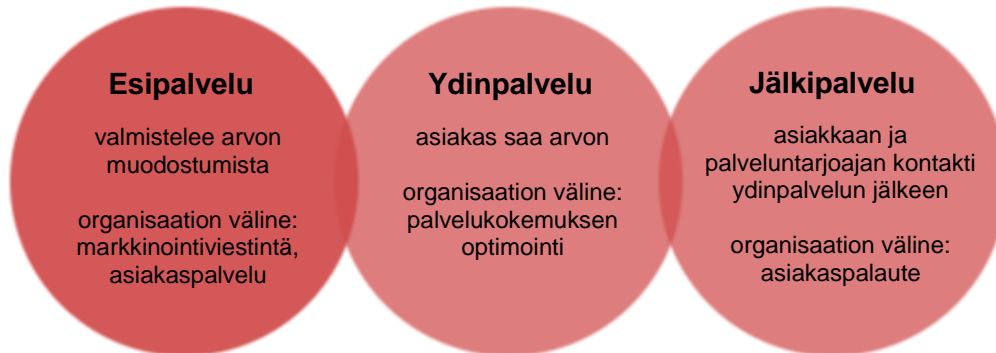 Esipalvelu
valmistelee arvon
muodostumista
organisaation väline:
markkinointiviestintä,
asiakaspalvelu
Ydinpalvelu
asiakas saa arvon
organisaation väline:
palvelukokemuksen
optimointi
Jälkipalvelu
asiakkaan ja
palveluntarjoajan kontakti
ydinpalvelun jälkeen
organisaation väline:
asiakaspalaute